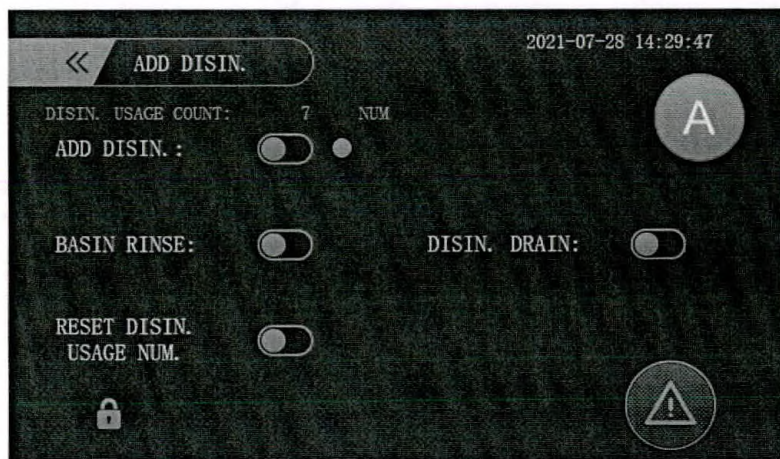 2021-07-28 14:29:47
ADD DISIN.
DISIN. USAGE COUNT: 7 NUM
A
ADD DISIN.:
BASIN RINSE:
DISIN. DRAIN:
RESET DISIN.
USAGE NUM.